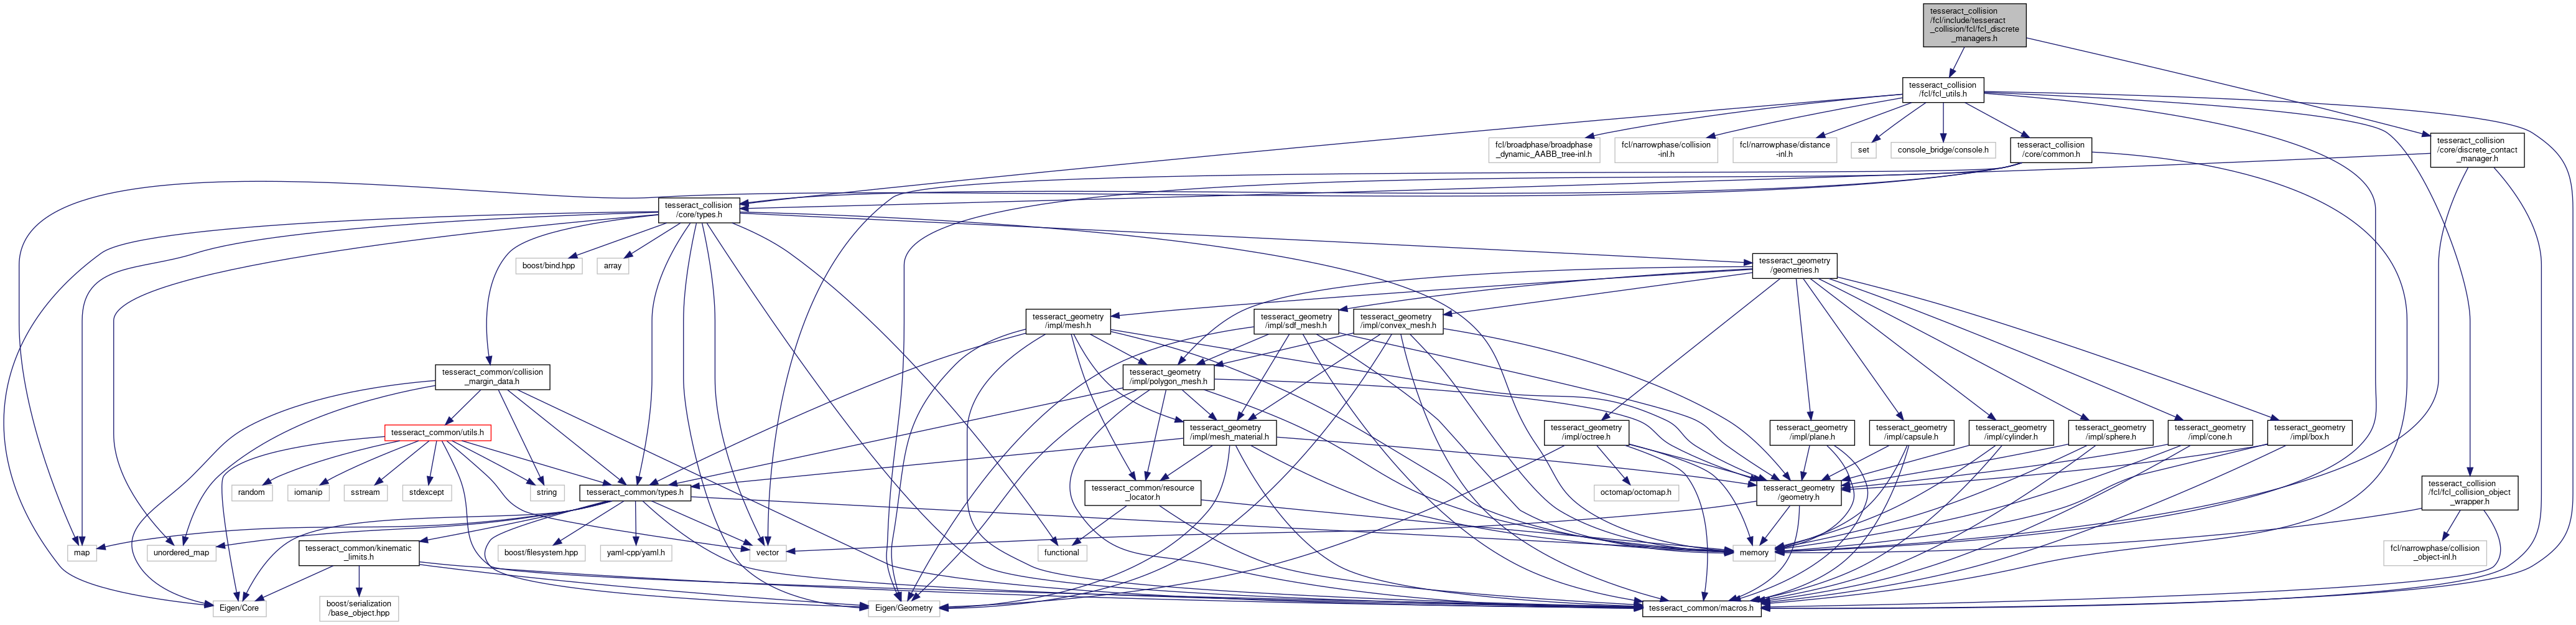 tesseract_collision
/fcl/include/tesseract
_collision/fcl/fcl_discrete
_managers.h
tesseract_collision
/fcl/fcl_utils.h
fcl/broadphase/broadphase
_dynamic_AABB_tree-inl.h
fcl/narrowphase/collision
-inl.h
fcl/narrowphase/distance
-inl.h
set
console_bridge/console.h
tesseract_collision
/core/common.h
tesseract_collision
/core/discrete_contact
_manager.h
tesseract_collision
/core/types.h
boost/bind.hpp
array
tesseract_geometry
/geometries.h
tesseract_geometry
/impl/mesh.h
tesseract_geometry
/impl/sdf_mesh.h
tesseract_geometry
/impl/convex_mesh.h
tesseract_common/collision
_margin_data.h
tesseract_geometry
/impl/polygon_mesh.h
tesseract_common/utils.h
tesseract_geometry
/impl/mesh_material.h
tesseract_geometry
/impl/octree.h
tesseract_geometry
/impl/plane.h
tesseract_geometry
/impl/capsule.h
tesseract_geometry
/impl/cylinder.h
tesseract_geometry
/impl/sphere.h
tesseract_geometry
/impl/cone.h
tesseract_geometry
/impl/box.h
random
iomanip
sstream
stdexcept
string
tesseract_common/types.h
tesseract_common/resource
_locator.h
octomap/octomap.h
tesseract_geometry
/geometry.h
tesseract_collision
/fcl/fcl_collision_object
_wrapper.h
map
unordered_map
tesseract_common/kinematic
_limits.h
boost/filesystem.hpp
yaml-cpp/yaml.h
vector
functional
memory
fcl/narrowphase/collision
_object-inl.h
Eigen/Core
boost/serialization
/base_object.hpp
Eigen/Geometry
tesseract_common/macros.h